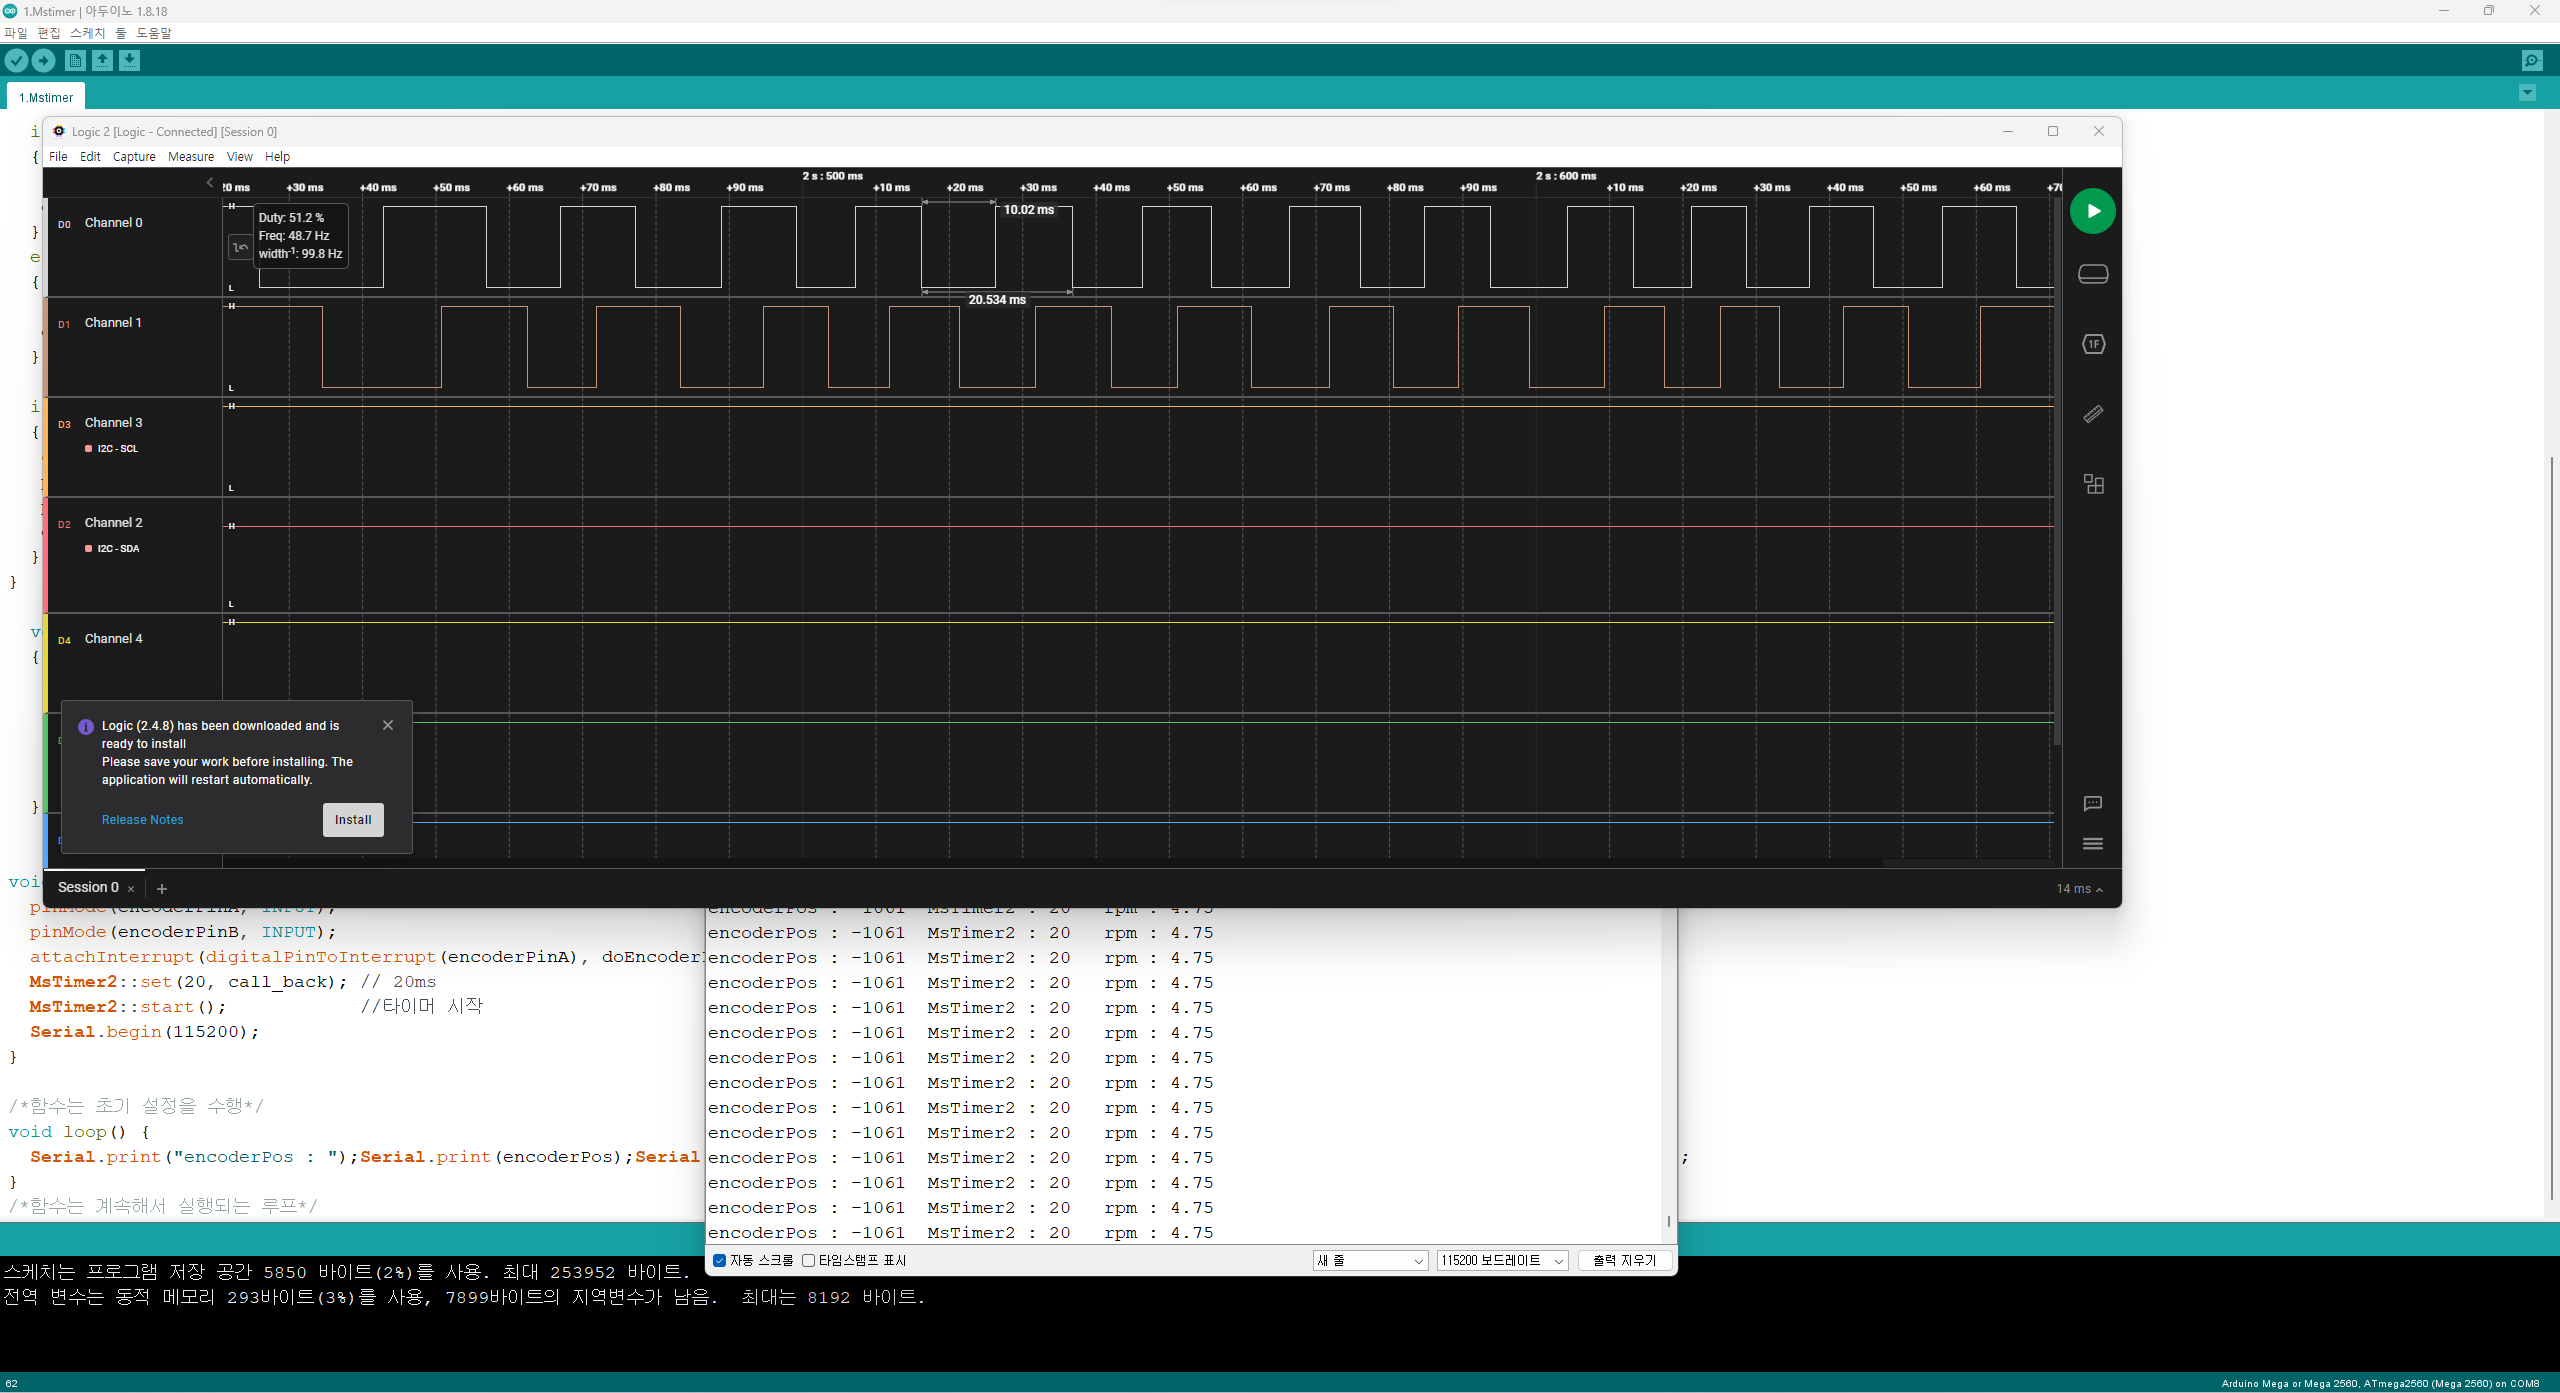 1.Mstimer | 아두이노 1.8.18
파일 편집 스케치 툴 도움말
1.Mstimer
Logic 2 [Logic - Connected] [Session 0]
File Edit Capture Measure View Help
2 s : 500 ms 2 s : 600 ms
+30 ms +40 ms +50 ms +60 ms +70 ms +80 ms +90 ms +10 ms +20 ms +30 ms +40 ms +50 ms +60 ms +70 ms +80 ms +90 ms +10 ms +20 ms +30 ms +40 ms +50 ms +60 ms
D0 Channel 0
H
L
Duty: 51.2 %
Freq: 48.7 Hz
width-1: 99.8 Hz
10.02 ms
20.534 ms
D1 Channel 1
H
L
D3 Channel 3
I2C - SCL
H
L
D2 Channel 2
I2C - SDA
H
L
D4 Channel 4
H
1F
Logic (2.4.8) has been downloaded and is
ready to install
Please save your work before installing. The
application will restart automatically.
Release Notes Install
Session 0 × +
14 ms
i
{
}
e
{
}
i
{
}
}
{
}
pinMode(encoderPinA, INPUT);
pinMode(encoderPinB, INPUT);
attachInterrupt(digitalPinToInterrupt(encoderPinA), doEncoder
MsTimer2::set(20, call_back); // 20ms
MsTimer2::start(); //타이머 시작
Serial.begin(115200);
}
/*함수는 초기 설정을 수행*/
void loop() {
Serial.print("encoderPos : ");Serial.print(encoderPos);Serial
;
}
/*함수는 계속해서 실행되는 루프*/
encoderPos : -1061 MsTimer2 : 20 rpm : 4.75
encoderPos : -1061 MsTimer2 : 20 rpm : 4.75
encoderPos : -1061 MsTimer2 : 20 rpm : 4.75
encoderPos : -1061 MsTimer2 : 20 rpm : 4.75
encoderPos : -1061 MsTimer2 : 20 rpm : 4.75
encoderPos : -1061 MsTimer2 : 20 rpm : 4.75
encoderPos : -1061 MsTimer2 : 20 rpm : 4.75
encoderPos : -1061 MsTimer2 : 20 rpm : 4.75
encoderPos : -1061 MsTimer2 : 20 rpm : 4.75
encoderPos : -1061 MsTimer2 : 20 rpm : 4.75
encoderPos : -1061 MsTimer2 : 20 rpm : 4.75
encoderPos : -1061 MsTimer2 : 20 rpm : 4.75
encoderPos : -1061 MsTimer2 : 20 rpm : 4.75
encoderPos : -1061 MsTimer2 : 20 rpm : 4.75
자동 스크롤 타임스탬프 표시 새 줄 115200 보드레이트 출력 지우기
스케치는 프로그램 저장 공간 5850 바이트(2%)를 사용. 최대 253952 바이트.
전역 변수는 동적 메모리 293바이트(3%)를 사용, 7899바이트의 지역변수가 남음. 최대는 8192 바이트.
62
Arduino Mega or Mega 2560, ATmega2560 (Mega 2560) on COM8